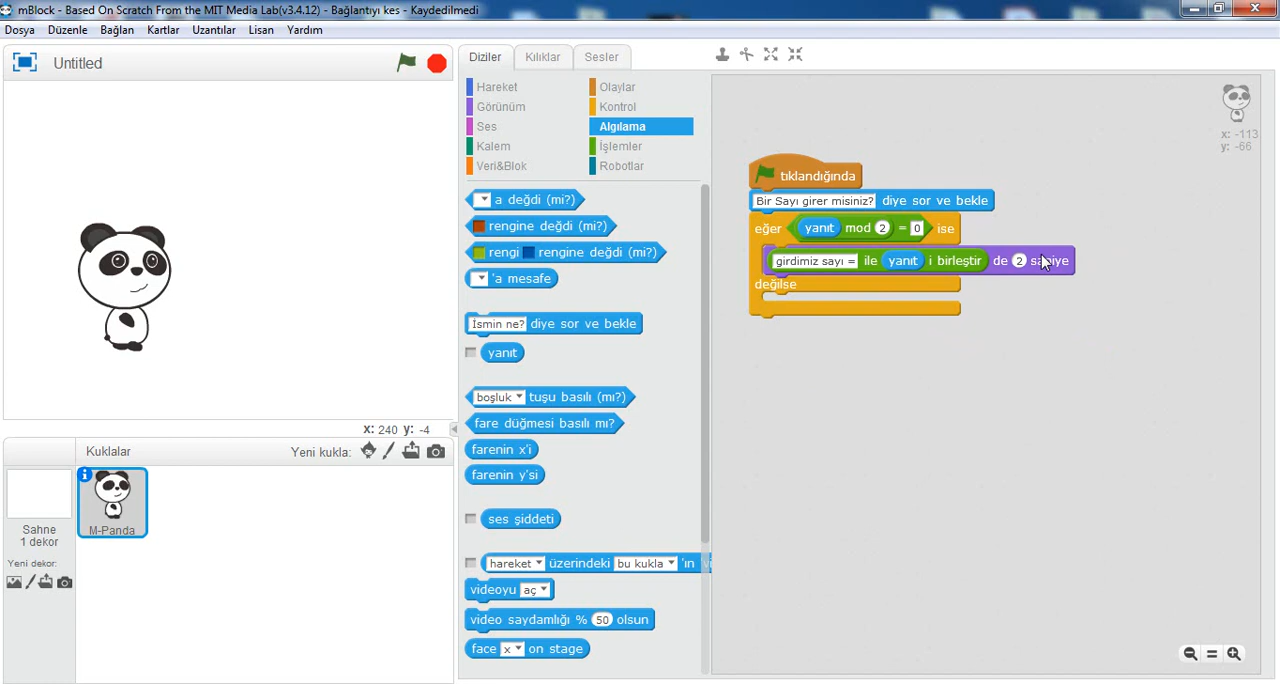 mBlock - Based On Scratch From the MIT Media Lab(v3.4.12) - Bağlantıyı kes - Kaydedilmedi
Dosya Düzenle Bağlan Kartlar Uzantılar Lisan Yardım
Untitled
x: 240 y: -4
Kuklalar
Yeni kukla:
Sahne
1 dekor
Yeni dekor:
M-Panda
Diziler Kılıklar Sesler
Hareket Olaylar
Görünüm Kontrol
Ses Algılama
Kalem İşlemler
Veri&Blok Robotlar
a değdi (mi?)
rengine değdi (mi?)
rengi rengine değdi (mi?)
'a mesafe
İsmin ne? diye sor ve bekle
yanıt
boşluk tuşu basılı (mı?)
fare düğmesi basılı mı?
farenin x'i
farenin y'si
ses şiddeti
hareket üzerindeki bu kukla 'ın
videoyu aç
video saydamlığı % 50 olsun
face x on stage
tıklandığında
Bir Sayı girer misiniz? diye sor ve bekle
eğer yanıt mod 2 = 0 ise
girdimiz sayı = ile yanıt i birleştir de 2 saniye
değilse
x: -113
y: -66